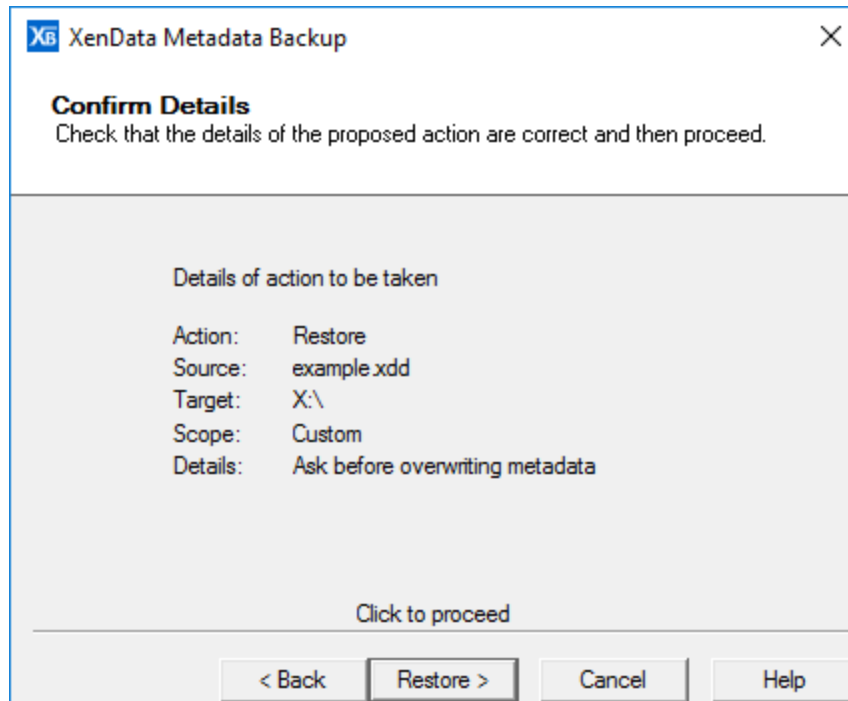 XB XenData Metadata Backup
Confirm Details
Check that the details of the proposed action are correct and then proceed.
Details of action to be taken
Action: Restore
Source: example.xdd
Target: X:\
Scope: Custom
Details: Ask before overwriting metadata
Click to proceed
< Back Restore > Cancel Help